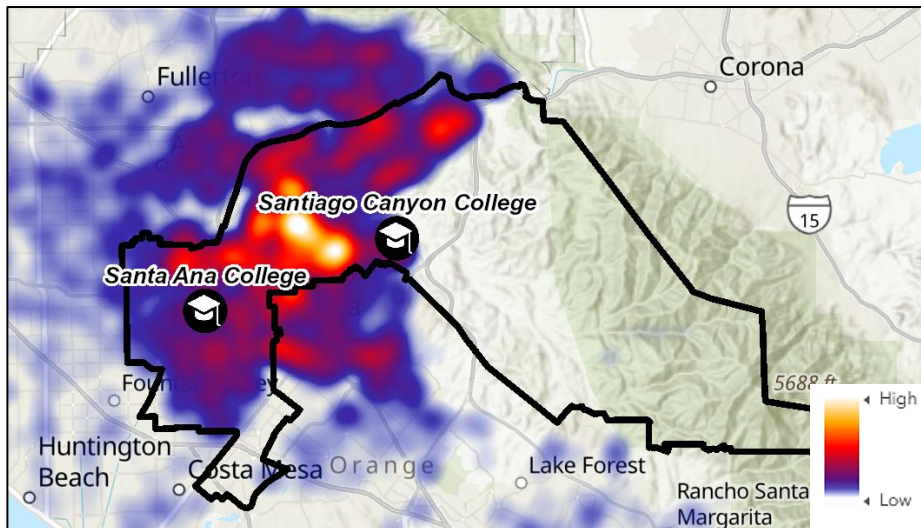 Fullerton
Corona
Santiago Canyon College
15
Santa Ana College
5688 ft
High
Huntington
Beach
Costa Mesa
Orange
Lake Forest
Low
Rancho Santa
Margarita